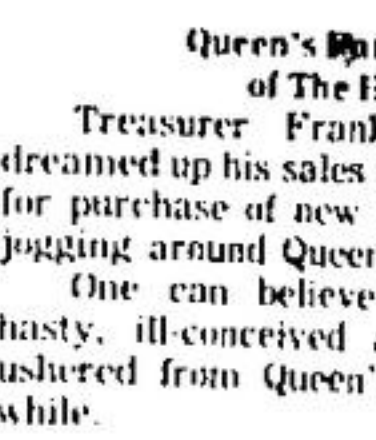 Queen's
of The
Treasurer
dreamed up his sales
for purchase of new
jogging around
One can believe
hasty, ill-conceived
ushered from Queen'
while.